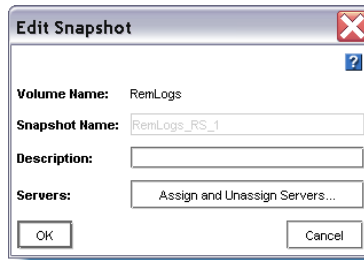 Edit Snapshot
?
Volume Name: RemLogs
Snapshot Name: RemLogs_RS_1
Description:
Servers: Assign and Unassign Servers...
OK Cancel